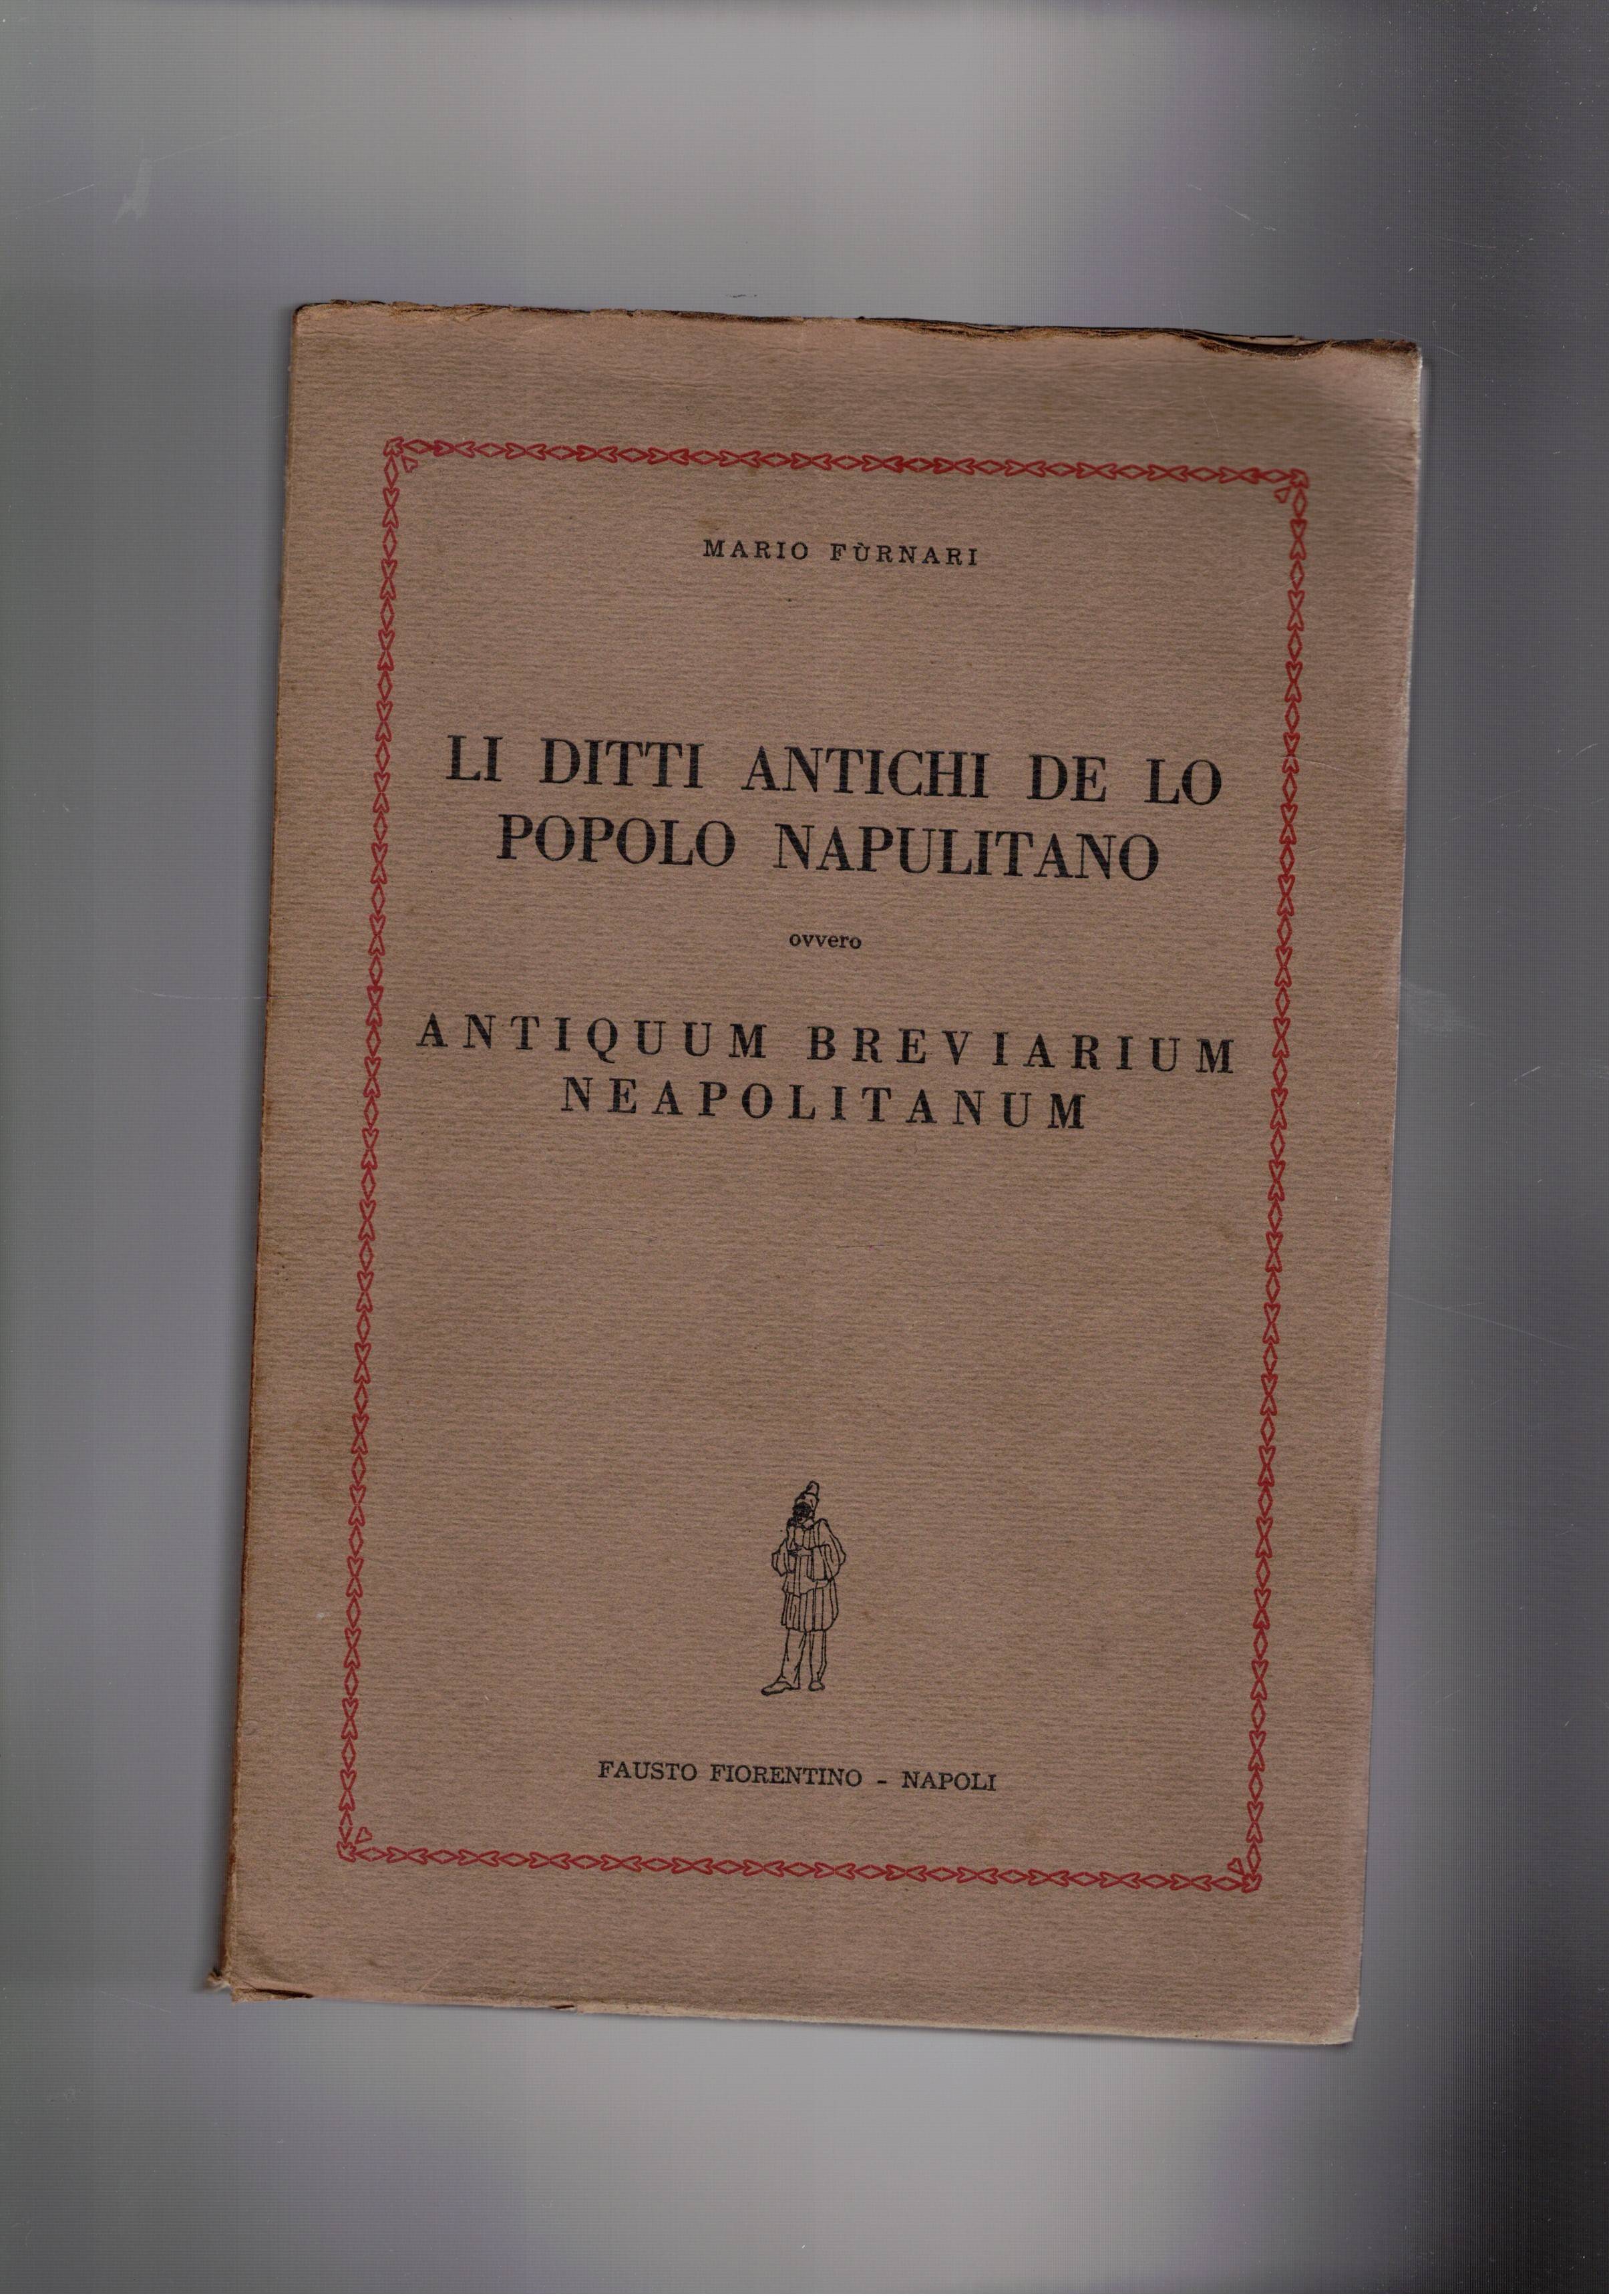 MARIO FÙRNARI
LI DITTI ANTICHI DE LO
POPOLO NAPULITANO
ovvero
ANTIQUUM BREVIARIUM
NEAPOLITANUM
FAUSTO FIORENTINO - NAPOLI